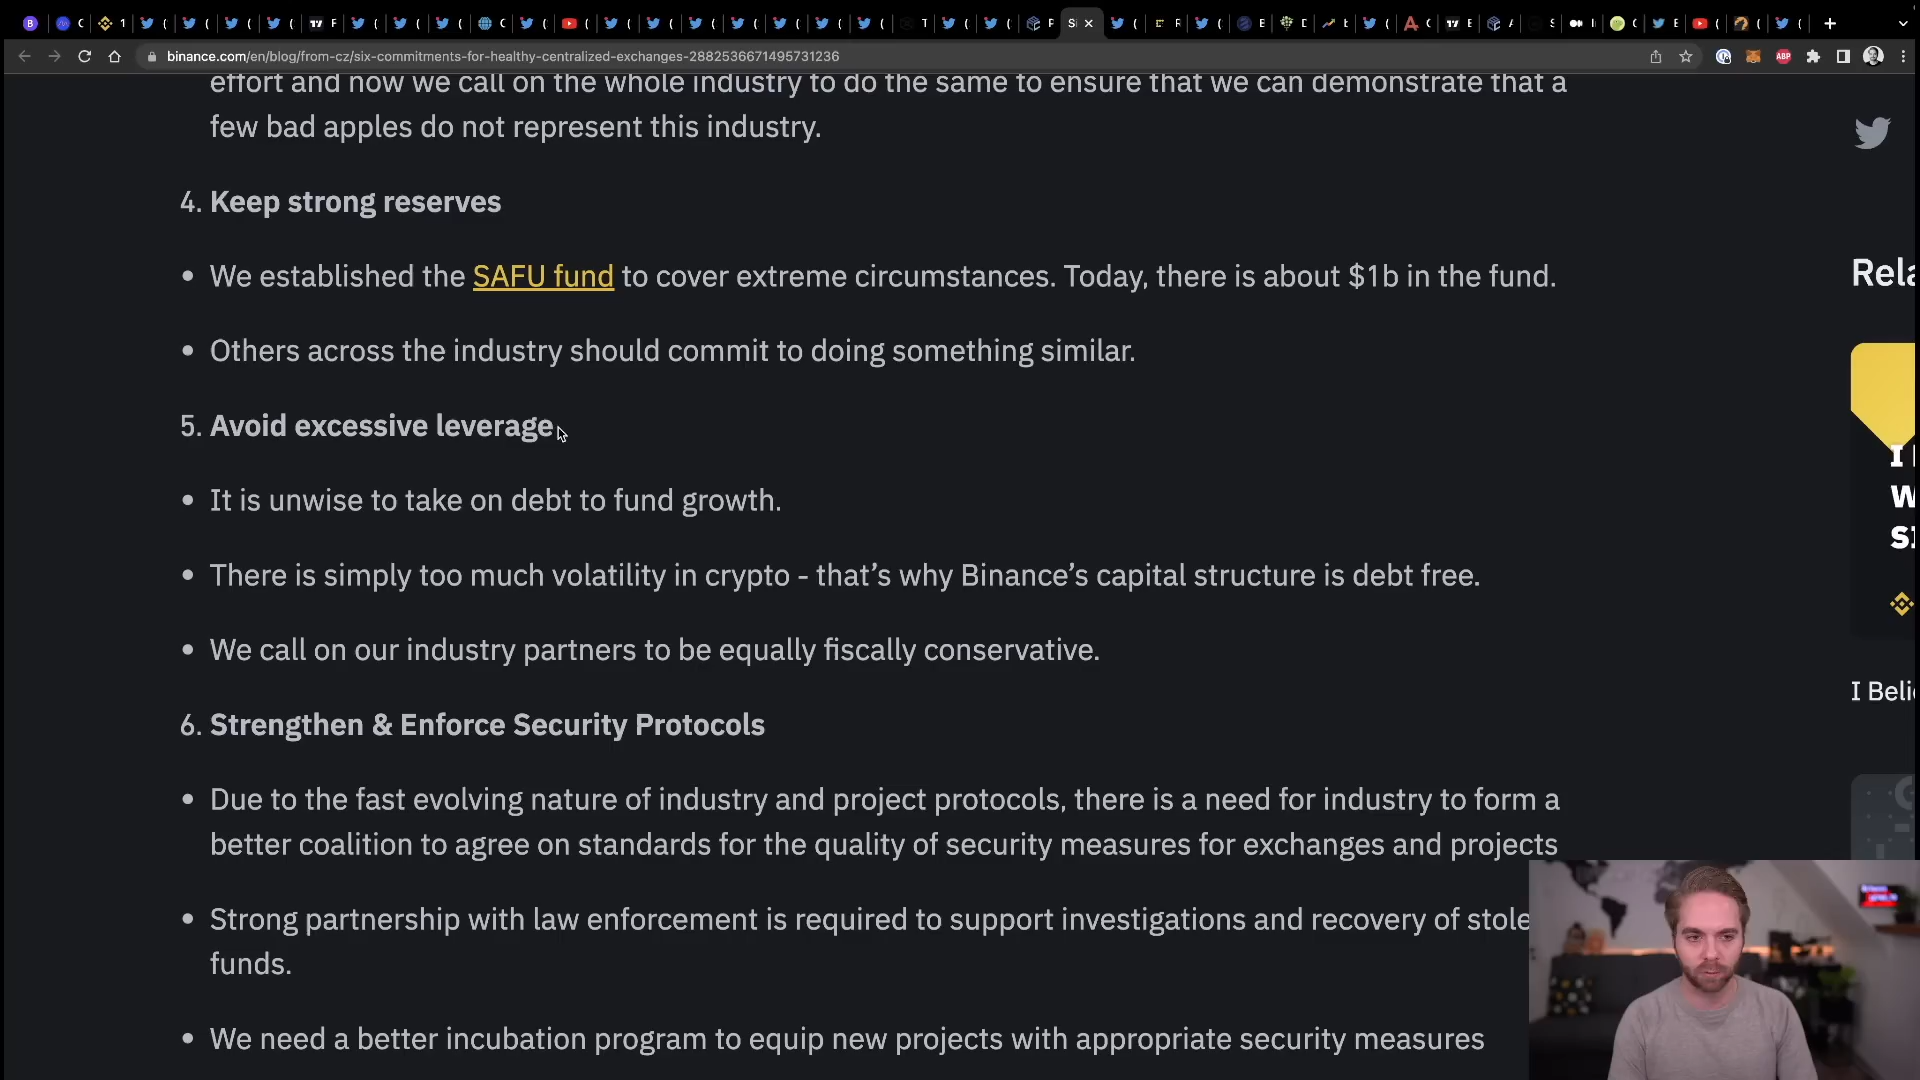 binance.com/en/blog/from-cz/six-commitments-for-healthy-centralized-exchanges-2882536671495731236
effort and now we call on the whole industry to do the same to ensure that we can demonstrate that a
few bad apples do not represent this industry.
4. Keep strong reserves
• We established the SAFU fund to cover extreme circumstances. Today, there is about $1b in the fund.
Rela
• Others across the industry should commit to doing something similar.
5. Avoid excessive leverage
• It is unwise to take on debt to fund growth.
• There is simply too much volatility in crypto - that’s why Binance’s capital structure is debt free.
• We call on our industry partners to be equally fiscally conservative.
I Beli
6. Strengthen & Enforce Security Protocols
• Due to the fast evolving nature of industry and project protocols, there is a need for industry to form a
better coalition to agree on standards for the quality of security measures for exchanges and projects
• Strong partnership with law enforcement is required to support investigations and recovery of stole
funds.
• We need a better incubation program to equip new projects with appropriate security measures